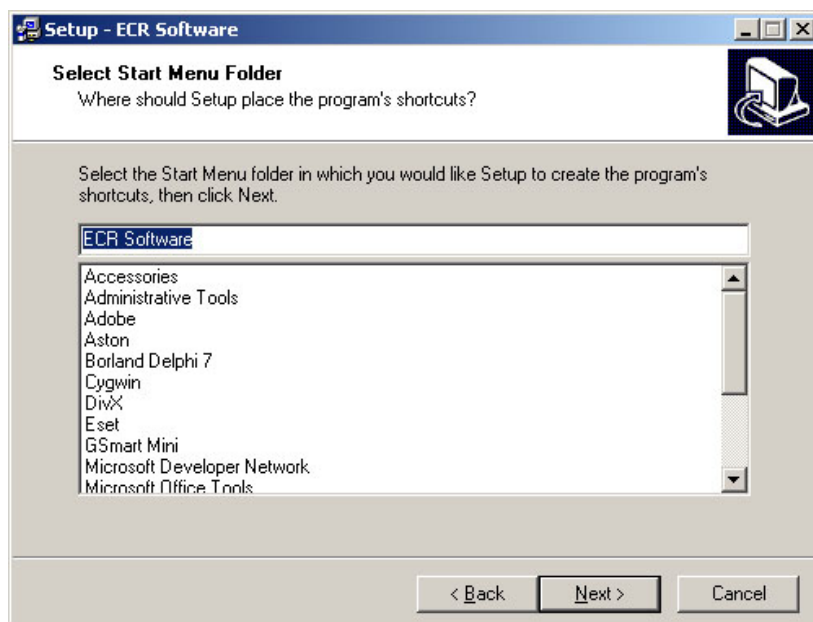 Setup - ECR Software
Select Start Menu Folder
Where should Setup place the program's shortcuts?
Select the Start Menu folder in which you would like Setup to create the program's
shortcuts, then click Next.
ECR Software
Accessories
Administrative Tools
Adobe
Aston
Borland Delphi 7
Cygwin
DivX
Eset
GSmart Mini
Microsoft Developer Network
Microsoft Office Tools
< Back
Next >
Cancel